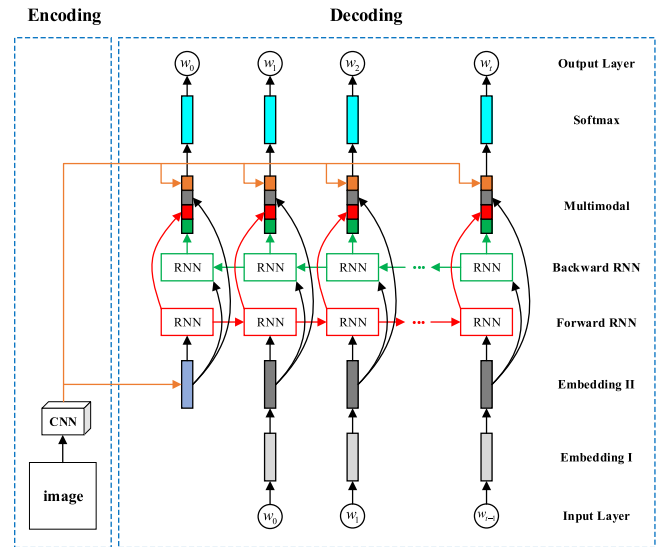 Encoding Decoding
w0 w1 w2 wt Output Layer
Softmax
Multimodal
RNN RNN RNN ... RNN Backward RNN
RNN RNN RNN ... RNN Forward RNN
Embedding II
CNN
Embedding I
image
w0 w1 wt−1 Input Layer